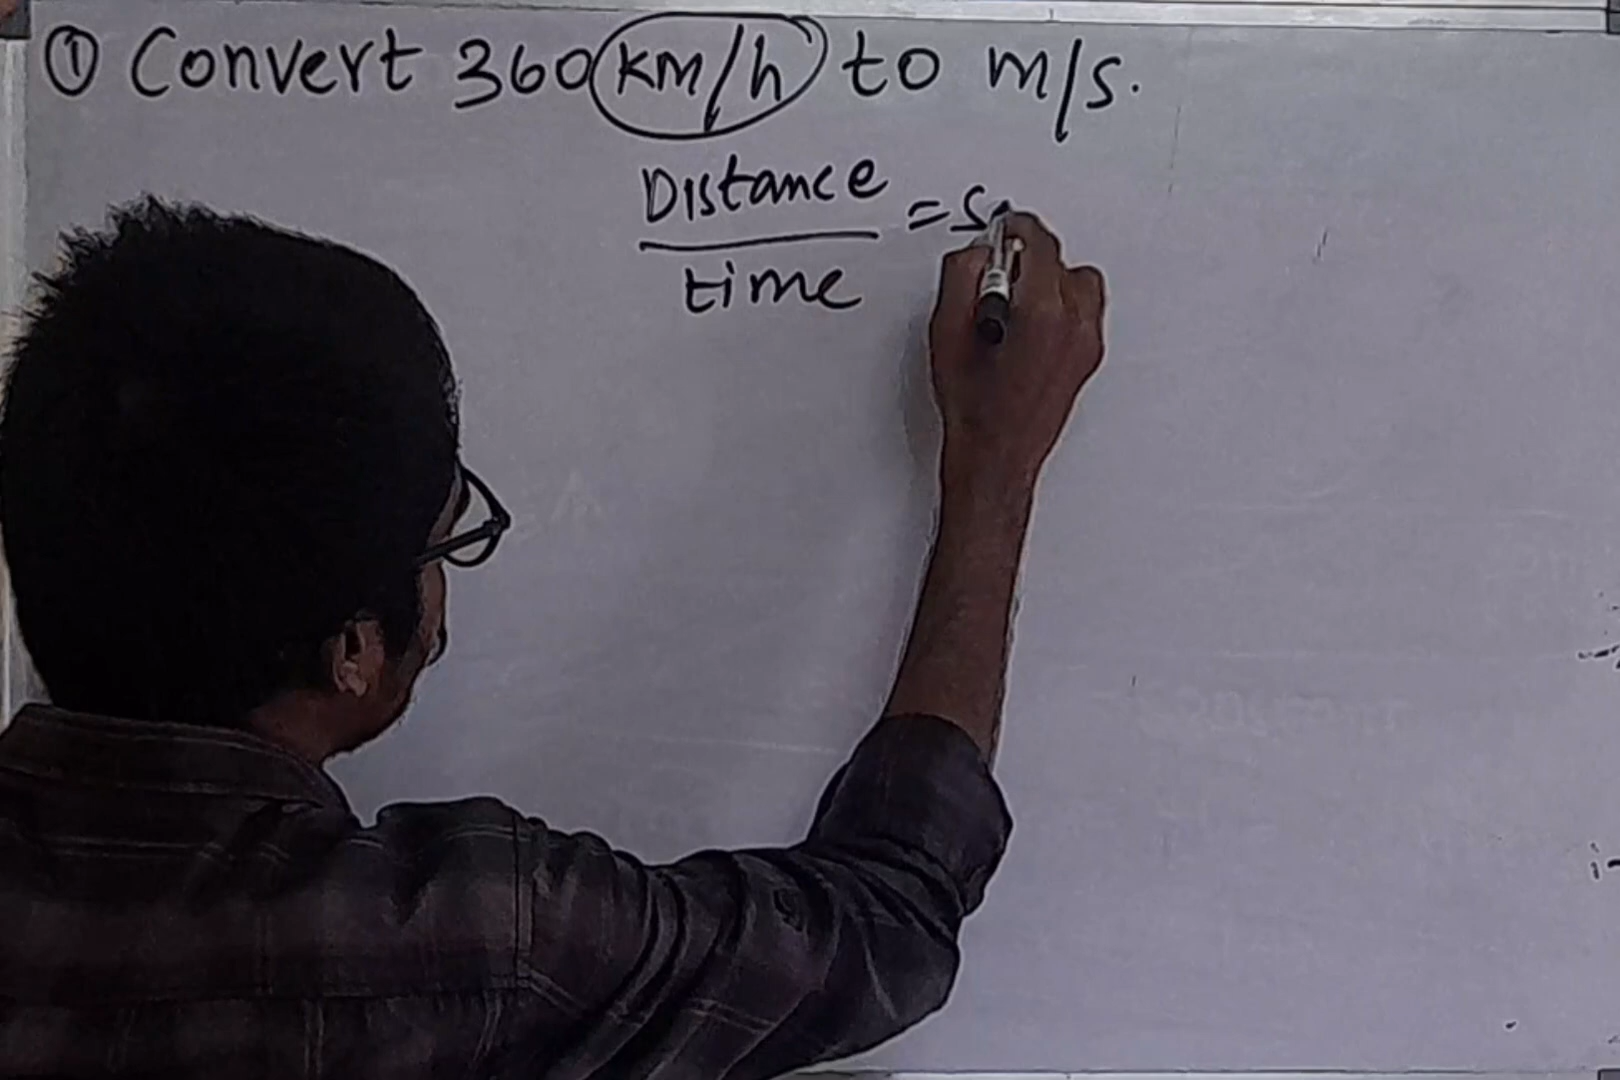 ① Convert 360 km/h to m/s.
Distance
time
= s